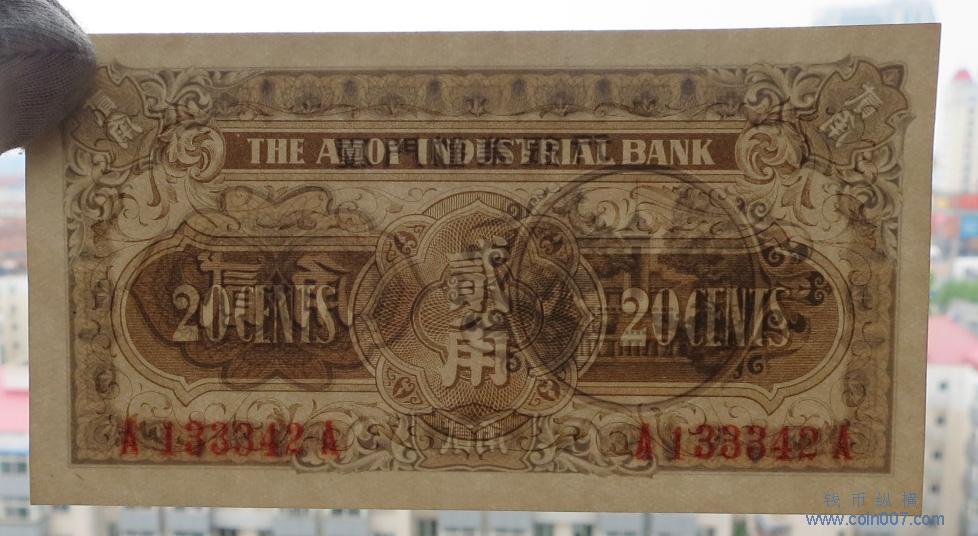 THE AMOY INDUSTRIAL BANK
20 CENTS
貳角
20 CENTS
A 133342 A
A 133342 A
钱币纵横
www.coin007.com